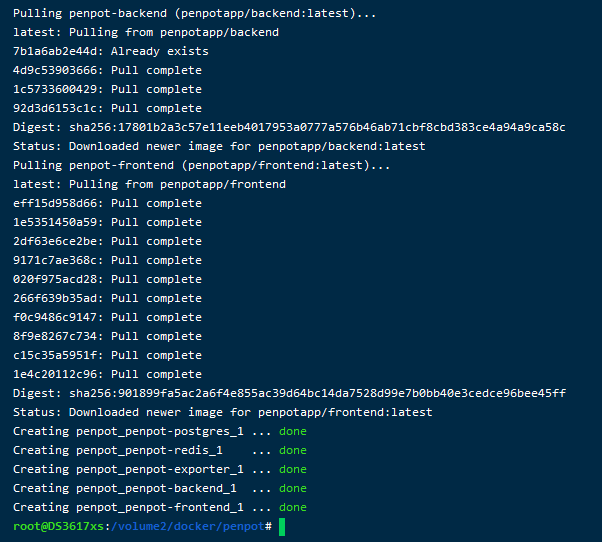 Pulling penpot-backend (penpotapp/backend:latest)...
latest: Pulling from penpotapp/backend
7b1a6ab2e44d: Already exists
4d9c53903666: Pull complete
1c5733600429: Pull complete
92d3d6153c1c: Pull complete
Digest: sha256:17801b2a3c57e11eeb4017953a0777a576b46ab71cbf8cbd383ce4a94a9ca58c
Status: Downloaded newer image for penpotapp/backend:latest
Pulling penpot-frontend (penpotapp/frontend:latest)...
latest: Pulling from penpotapp/frontend
eff15d958d66: Pull complete
1e5351450a59: Pull complete
2df63e6ce2be: Pull complete
9171c7ae368c: Pull complete
020f975acd28: Pull complete
266f639b35ad: Pull complete
f0c9486c9147: Pull complete
8f9e8267c734: Pull complete
c15c35a5951f: Pull complete
1e4c20112c96: Pull complete
Digest: sha256:901899fa5ac2a6f4e855ac39d64bc14da7528d99e7b0bb40e3cedce96bee45ff
Status: Downloaded newer image for penpotapp/frontend:latest
Creating penpot_penpot-postgres_1 ... done
Creating penpot_penpot-redis_1    ... done
Creating penpot_penpot-exporter_1 ... done
Creating penpot_penpot-backend_1  ... done
Creating penpot_penpot-frontend_1 ... done
root@DS3617xs:/volume2/docker/penpot#